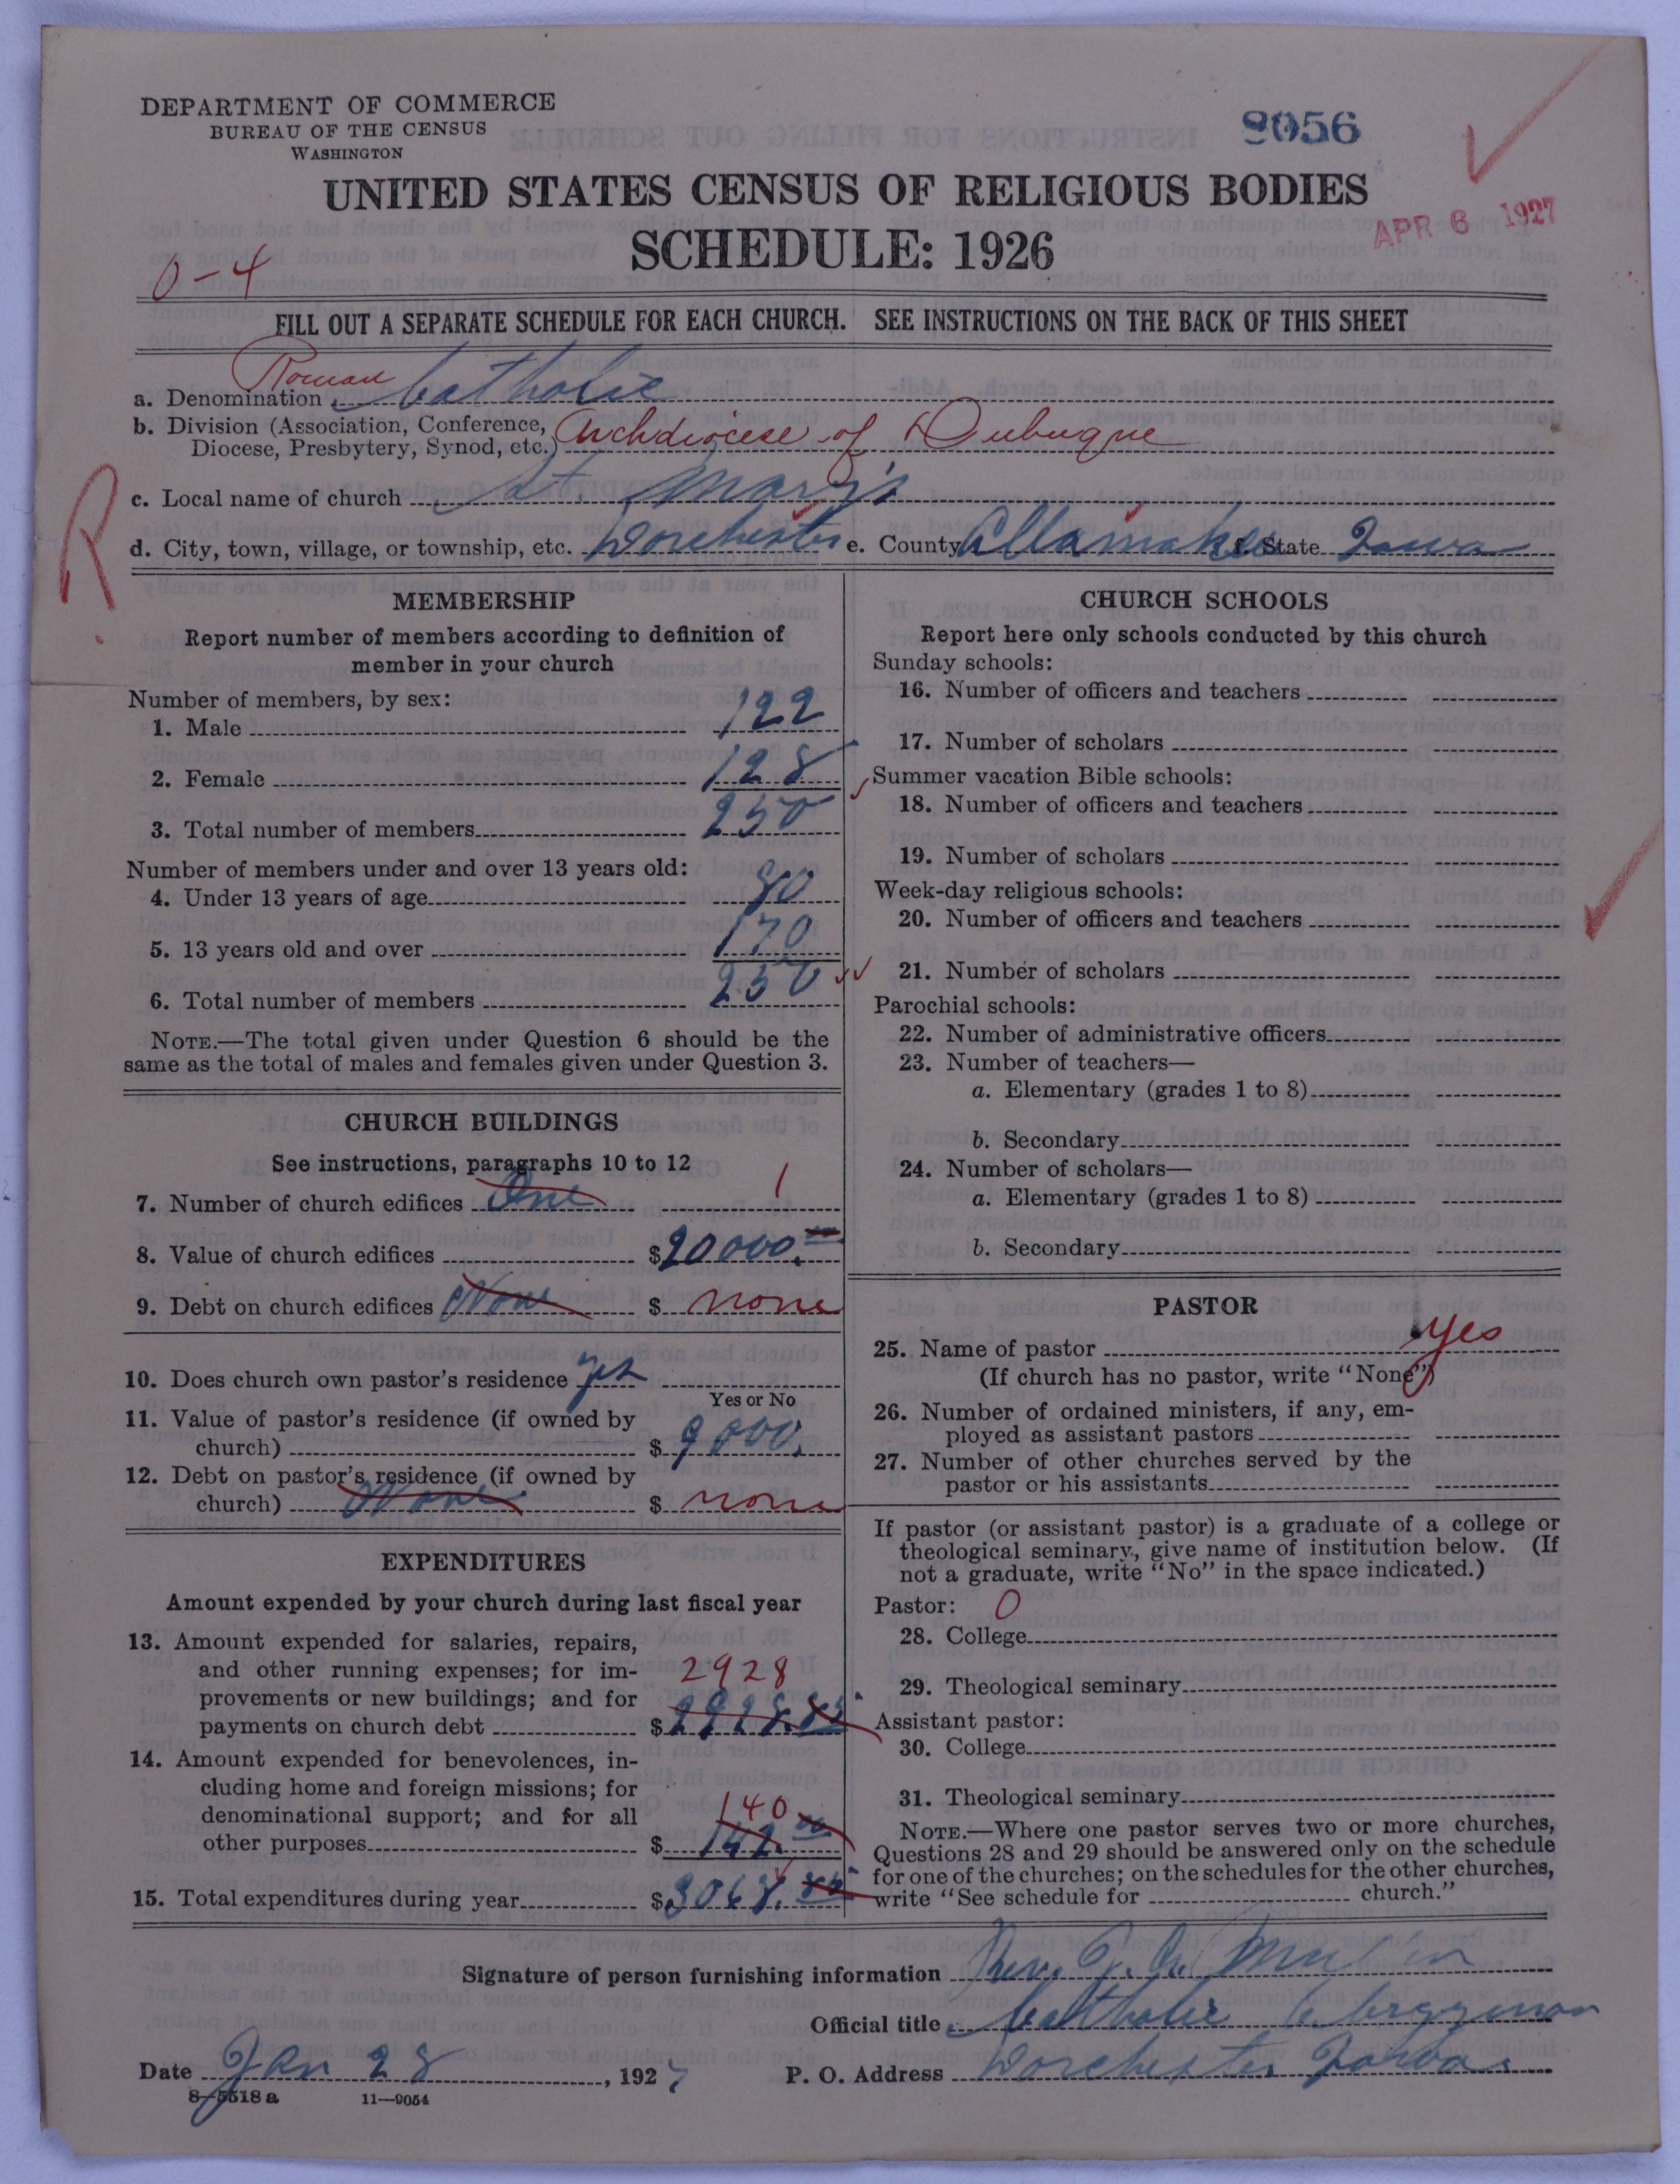 DEPARTMENT OF COMMERCE
BUREAU OF THE CENSUS
WASHINGTON
9056
UNITED STATES CENSUS OF RELIGIOUS BODIES
APR 6 1927
SCHEDULE: 1926
0-4
FILL OUT A SEPARATE SCHEDULE FOR EACH CHURCH. SEE INSTRUCTIONS ON THE BACK OF THIS SHEET
a. Denomination Roman Catholic
b. Division (Association, Conference,
Diocese, Presbytery, Synod, etc.) Archdiocese of Dubuque
R
c. Local name of church St Mary's
d. City, town, village, or township, etc. Dorchester e. County Allamakee State Iowa
MEMBERSHIP
Report number of members according to definition of
member in your church
Number of members, by sex:
1. Male 122
2. Female 128
3. Total number of members 250
Number of members under and over 13 years old:
4. Under 13 years of age 80
5. 13 years old and over 170
6. Total number of members 250
NOTE.—The total given under Question 6 should be the
same as the total of males and females given under Question 3.
CHURCH BUILDINGS
See instructions, paragraphs 10 to 12
7. Number of church edifices One 1
8. Value of church edifices $20000.00
9. Debt on church edifices None $ none
10. Does church own pastor's residence yes
Yes or No
11. Value of pastor's residence (if owned by
church) $ 9000.
12. Debt on pastor's residence (if owned by
church) None $ none
EXPENDITURES
Amount expended by your church during last fiscal year
13. Amount expended for salaries, repairs,
and other running expenses; for im-
2928
provements or new buildings; and for
payments on church debt $2928.85
14. Amount expended for benevolences, in-
cluding home and foreign missions; for
denominational support; and for all
140
other purposes $ 142.00
15. Total expenditures during year $3068.85
CHURCH SCHOOLS
Report here only schools conducted by this church
Sunday schools:
16. Number of officers and teachers
17. Number of scholars
Summer vacation Bible schools:
18. Number of officers and teachers
19. Number of scholars
Week-day religious schools:
20. Number of officers and teachers
21. Number of scholars
Parochial schools:
22. Number of administrative officers
23. Number of teachers—
a. Elementary (grades 1 to 8)
b. Secondary
24. Number of scholars—
a. Elementary (grades 1 to 8)
b. Secondary
PASTOR
25. Name of pastor yes
(If church has no pastor, write "None")
26. Number of ordained ministers, if any, em-
ployed as assistant pastors
27. Number of other churches served by the
pastor or his assistants
If pastor (or assistant pastor) is a graduate of a college or
theological seminary, give name of institution below. (If
not a graduate, write "No" in the space indicated.)
Pastor: 0
28. College
29. Theological seminary
Assistant pastor:
30. College
31. Theological seminary
NOTE.—Where one pastor serves two or more churches,
Questions 28 and 29 should be answered only on the schedule
for one of the churches; on the schedules for the other churches,
write "See schedule for church."
Signature of person furnishing information Rev.
Official title Catholic Clergyman
Date Jan 28, 1927 P. O. Address Dorchester Iowa
8-5518a 11-9054